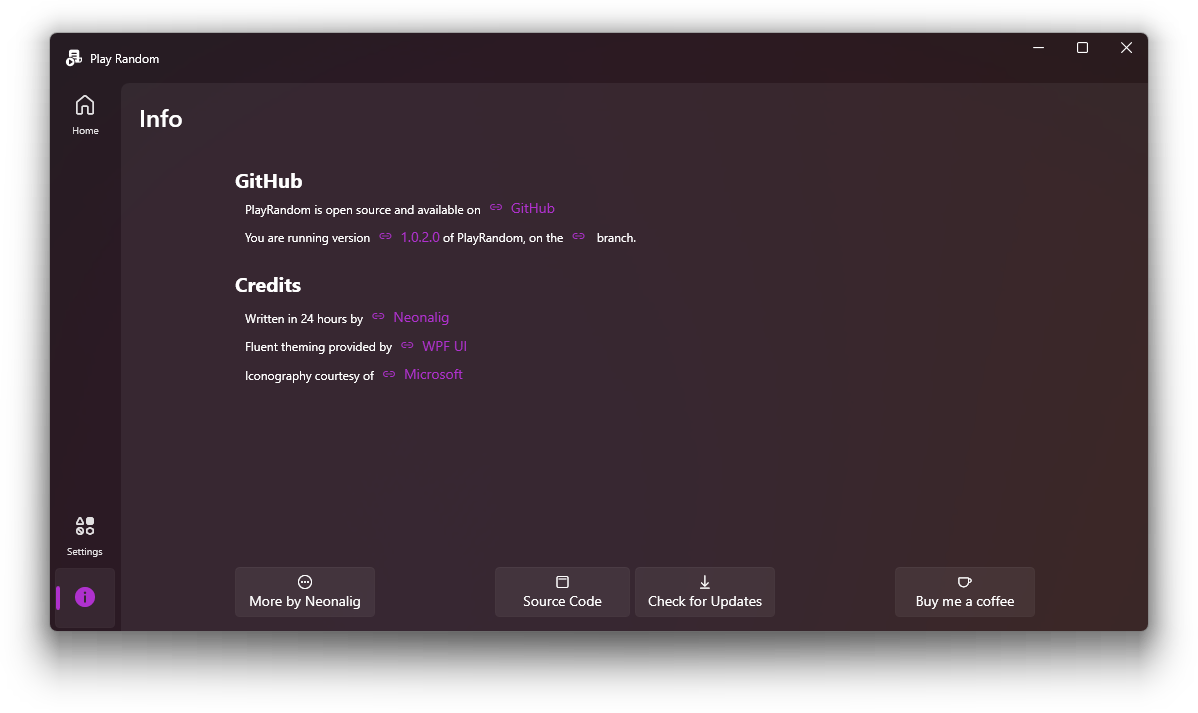 Play Random
Home
Info
GitHub
PlayRandom is open source and available on GitHub
You are running version 1.0.2.0 of PlayRandom, on the branch.
Credits
Written in 24 hours by Neonalig
Fluent theming provided by WPF UI
Iconography courtesy of Microsoft
Settings
More by Neonalig
Source Code
Check for Updates
Buy me a coffee